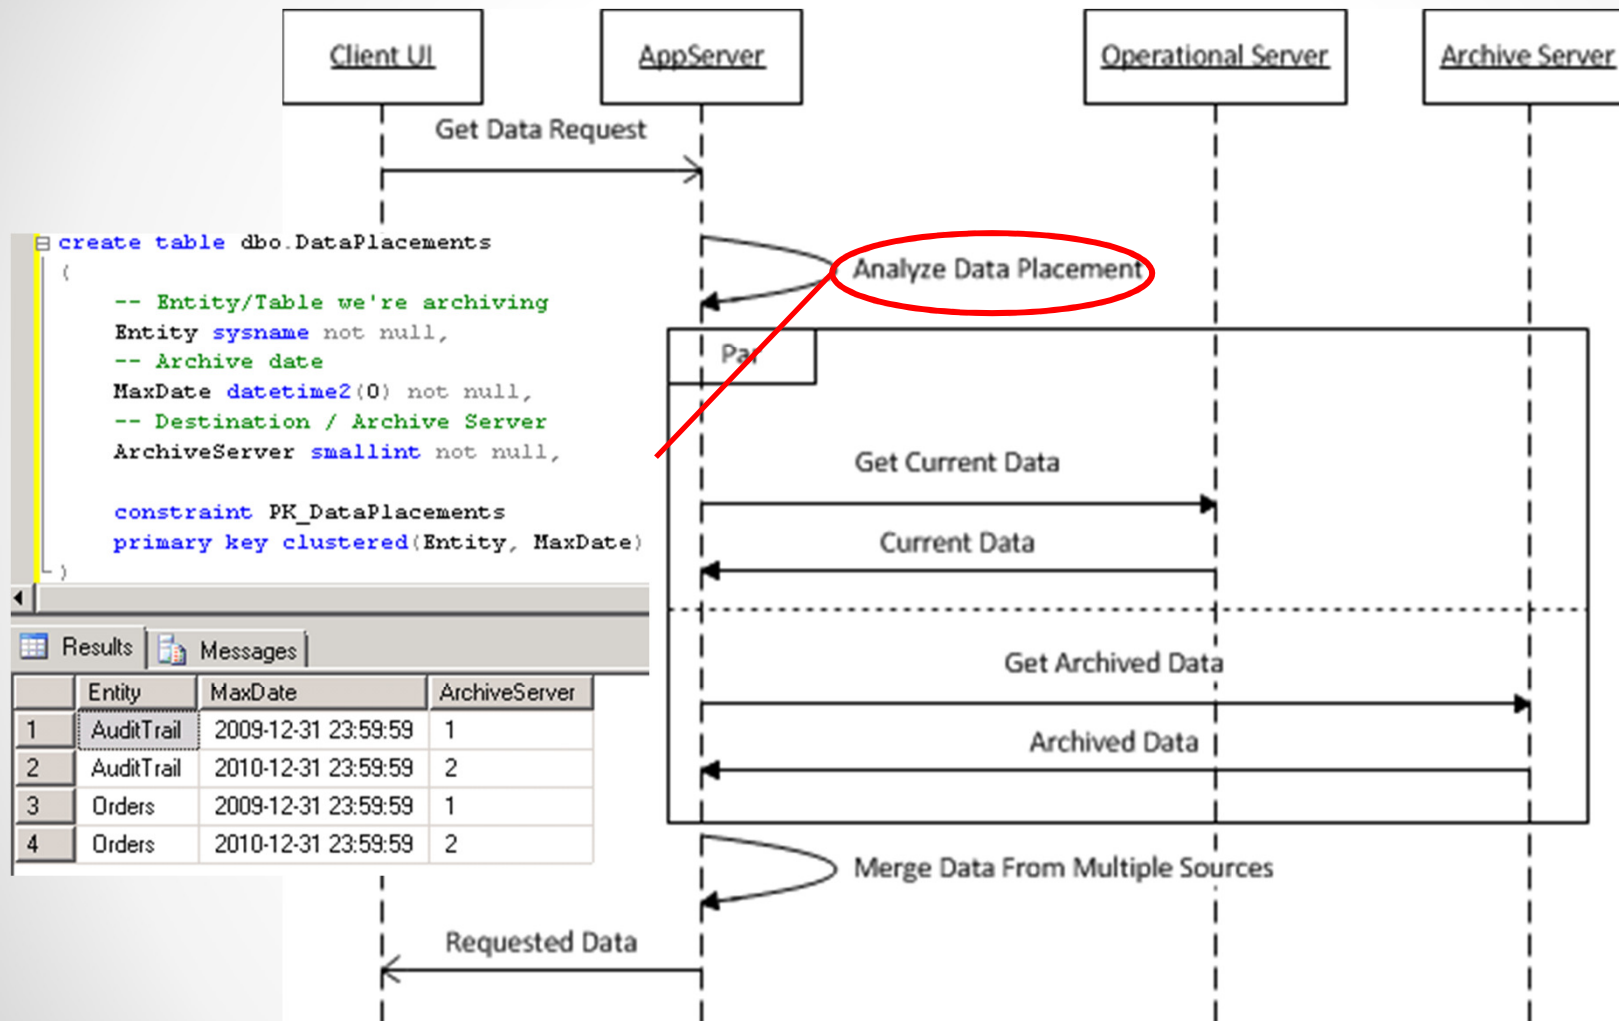 Client UI
AppServer
Operational Server
Archive Server
Get Data Request
Analyze Data Placement
create table dbo.DataPlacements
(
-- Entity/Table we're archiving
Entity sysname not null,
-- Archive date
MaxDate datetime2(0) not null,
-- Destination / Archive Server
ArchiveServer smallint not null,
constraint PK_DataPlacements
primary key clustered(Entity, MaxDate)
)
Par
Get Current Data
Current Data
Get Archived Data
Archived Data
Results Messages
Entity MaxDate ArchiveServer
1 AuditTrail 2009-12-31 23:59:59 1
2 AuditTrail 2010-12-31 23:59:59 2
3 Orders 2009-12-31 23:59:59 1
4 Orders 2010-12-31 23:59:59 2
Merge Data From Multiple Sources
Requested Data